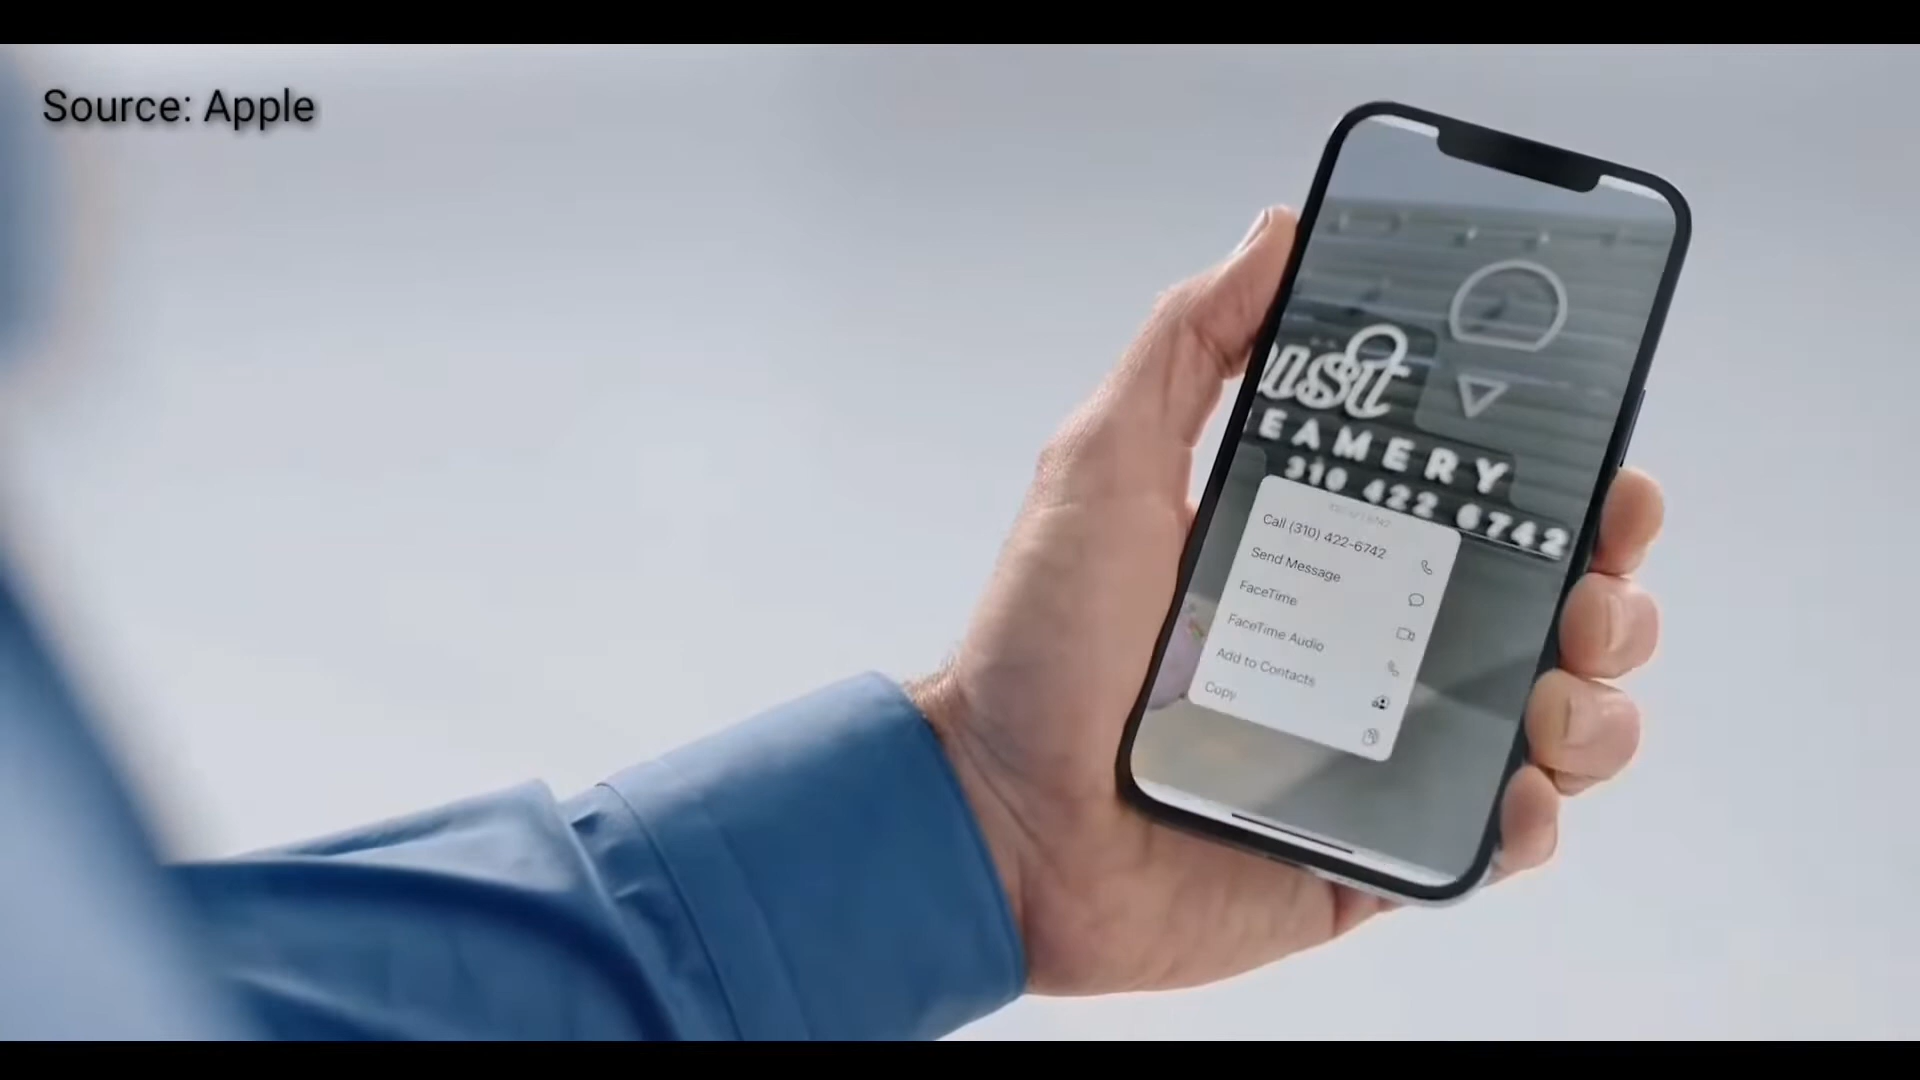 Source: Apple
EAMERY
310 422 6742
Call (310) 422-6742
Send Message
FaceTime
FaceTime Audio
Add to Contacts
Copy